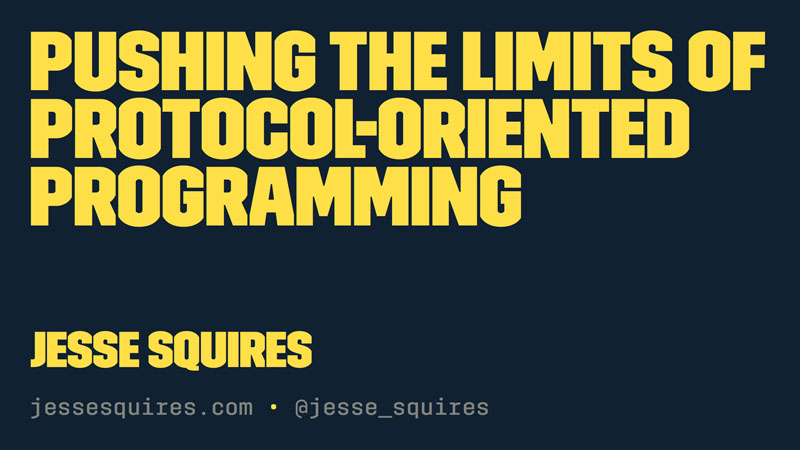 PUSHING THE LIMITS OF
PROTOCOL-ORIENTED
PROGRAMMING
JESSE SQUIRES
jessesquires.com • @jesse_squires